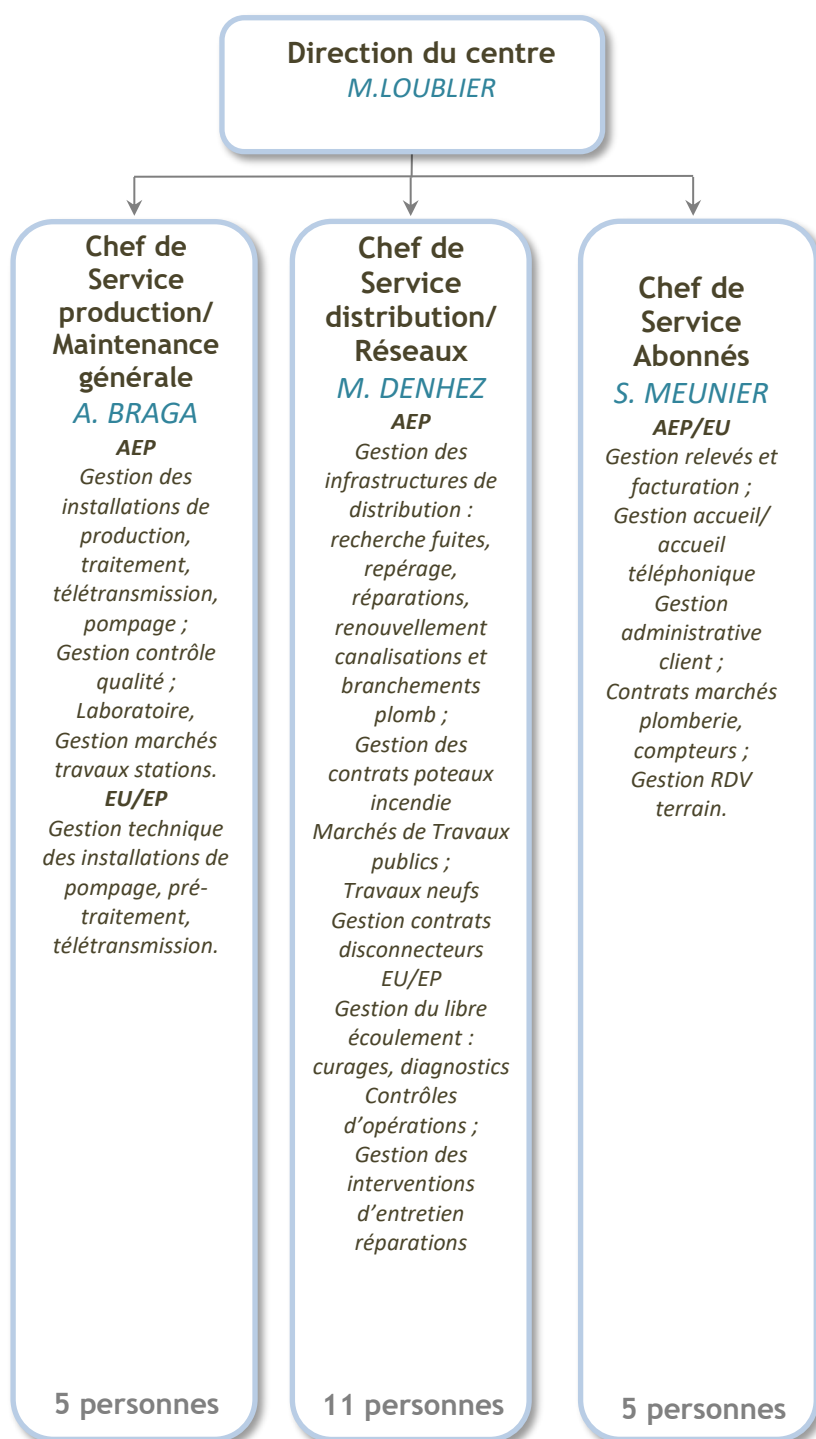 Direction du centre
M.LOUBLIER
Chef de
Service
production/
Maintenance
générale
A. BRAGA
AEP
Gestion des
installations de
production,
traitement,
télétransmission,
pompage ;
Gestion contrôle
qualité ;
Laboratoire,
Gestion marchés
travaux stations.
EU/EP
Gestion technique
des installations de
pompage, pré-
traitement,
télétransmission.
5 personnes
Chef de
Service
distribution/
Réseaux
M. DENHEZ
AEP
Gestion des
infrastructures de
distribution :
recherche fuites,
repérage,
réparations,
renouvellement
canalisations et
branchements
plomb ;
Gestion des
contrats poteaux
incendie
Marchés de Travaux
publics ;
Travaux neufs
Gestion contrats
disconnecteurs
EU/EP
Gestion du libre
écoulement :
curages, diagnostics
Contrôles
d’opérations ;
Gestion des
interventions
d’entretien
réparations
11 personnes
Chef de
Service
Abonnés
S. MEUNIER
AEP/EU
Gestion relevés et
facturation ;
Gestion accueil/
accueil
téléphonique
Gestion
administrative
client ;
Contrats marchés
plomberie,
compteurs ;
Gestion RDV
terrain.
5 personnes